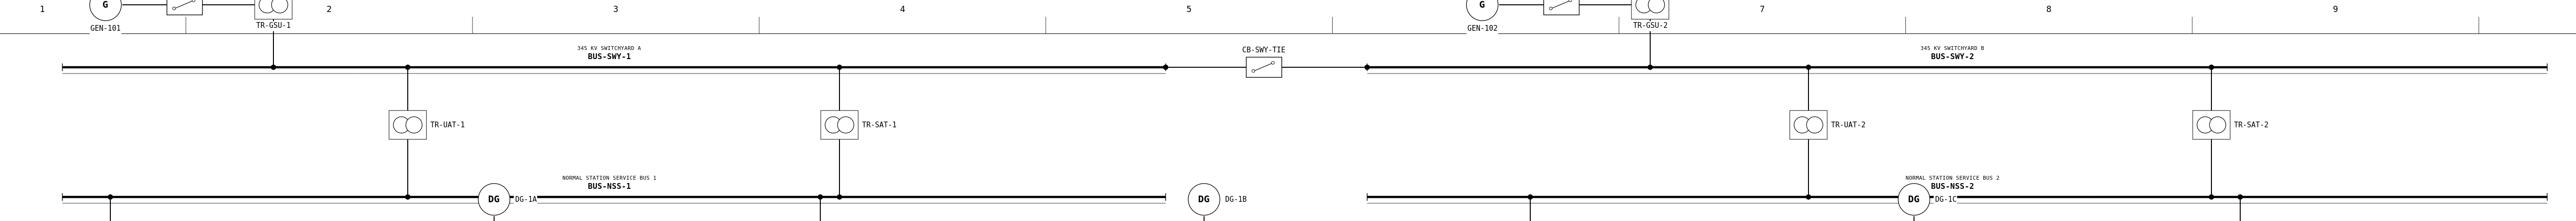 1 2 3 4 5 7 8 9
G G
GEN-101 TR-GSU-1 GEN-102 TR-GSU-2
345 KV SWITCHYARD A
BUS-SWY-1
CB-SWY-TIE
345 KV SWITCHYARD B
BUS-SWY-2
TR-UAT-1 TR-SAT-1 TR-UAT-2 TR-SAT-2
NORMAL STATION SERVICE BUS 1
BUS-NSS-1
NORMAL STATION SERVICE BUS 2
BUS-NSS-2
DG DG-1A DG DG-1B DG DG-1C